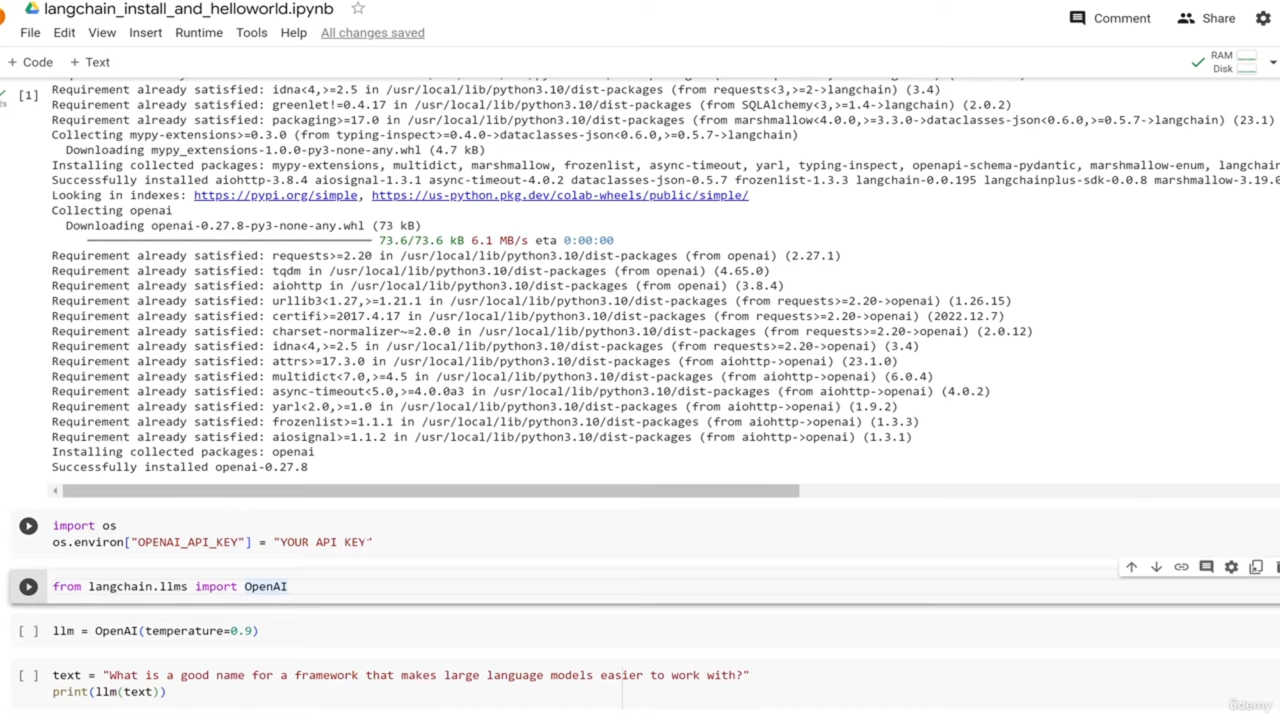 langchain_install_and_helloworld.ipynb
File Edit View Insert Runtime Tools Help All changes saved
Comment Share
+ Code + Text
RAM
Disk
[1]
Requirement already satisfied: idna<4,>=2.5 in /usr/local/lib/python3.10/dist-packages (from requests<3,>=2->langchain) (3.4)
Requirement already satisfied: greenlet!=0.4.17 in /usr/local/lib/python3.10/dist-packages (from SQLAlchemy<3,>=1.4->langchain) (2.0.2)
Requirement already satisfied: packaging>=17.0 in /usr/local/lib/python3.10/dist-packages (from marshmallow<4.0.0,>=3.3.0->dataclasses-json<0.6.0,>=0.5.7->langchain) (23.1)
Collecting mypy-extensions>=0.3.0 (from typing-inspect>=0.4.0->dataclasses-json<0.6.0,>=0.5.7->langchain)
Downloading mypy_extensions-1.0.0-py3-none-any.whl (4.7 kB)
Installing collected packages: mypy-extensions, multidict, marshmallow, frozenlist, async-timeout, yarl, typing-inspect, openapi-schema-pydantic, marshmallow-enum, langchain
Successfully installed aiohttp-3.8.4 aiosignal-1.3.1 async-timeout-4.0.2 dataclasses-json-0.5.7 frozenlist-1.3.3 langchain-0.0.195 langchainplus-sdk-0.0.8 marshmallow-3.19.0
Looking in indexes: https://pypi.org/simple, https://us-python.pkg.dev/colab-wheels/public/simple/
Collecting openai
Downloading openai-0.27.8-py3-none-any.whl (73 kB)
73.6/73.6 kB 6.1 MB/s eta 0:00:00
Requirement already satisfied: requests>=2.20 in /usr/local/lib/python3.10/dist-packages (from openai) (2.27.1)
Requirement already satisfied: tqdm in /usr/local/lib/python3.10/dist-packages (from openai) (4.65.0)
Requirement already satisfied: aiohttp in /usr/local/lib/python3.10/dist-packages (from openai) (3.8.4)
Requirement already satisfied: urllib3<1.27,>=1.21.1 in /usr/local/lib/python3.10/dist-packages (from requests>=2.20->openai) (1.26.15)
Requirement already satisfied: certifi>=2017.4.17 in /usr/local/lib/python3.10/dist-packages (from requests>=2.20->openai) (2022.12.7)
Requirement already satisfied: charset-normalizer~=2.0.0 in /usr/local/lib/python3.10/dist-packages (from requests>=2.20->openai) (2.0.12)
Requirement already satisfied: idna<4,>=2.5 in /usr/local/lib/python3.10/dist-packages (from requests>=2.20->openai) (3.4)
Requirement already satisfied: attrs>=17.3.0 in /usr/local/lib/python3.10/dist-packages (from aiohttp->openai) (23.1.0)
Requirement already satisfied: multidict<7.0,>=4.5 in /usr/local/lib/python3.10/dist-packages (from aiohttp->openai) (6.0.4)
Requirement already satisfied: async-timeout<5.0,>=4.0.0a3 in /usr/local/lib/python3.10/dist-packages (from aiohttp->openai) (4.0.2)
Requirement already satisfied: yarl<2.0,>=1.0 in /usr/local/lib/python3.10/dist-packages (from aiohttp->openai) (1.9.2)
Requirement already satisfied: frozenlist>=1.1.1 in /usr/local/lib/python3.10/dist-packages (from aiohttp->openai) (1.3.3)
Requirement already satisfied: aiosignal>=1.1.2 in /usr/local/lib/python3.10/dist-packages (from aiohttp->openai) (1.3.1)
Installing collected packages: openai
Successfully installed openai-0.27.8
import os
os.environ["OPENAI_API_KEY"] = "YOUR API KEY"
from langchain.llms import OpenAI
[ ] llm = OpenAI(temperature=0.9)
[ ] text = "What is a good name for a framework that makes large language models easier to work with?"
print(llm(text))
ûdemy